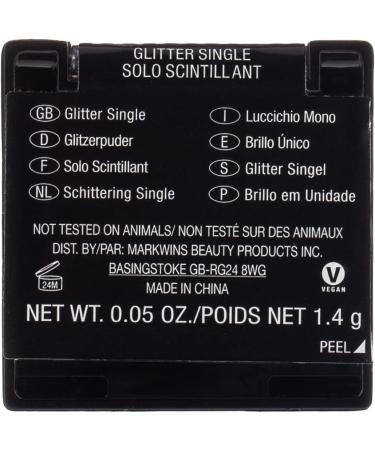 GLITTER SINGLE
SOLO SCINTILLANT
GB Glitter Single
D Glitzerpuder
F Solo Scintillant
NL Schittering Single
I Luccichio Mono
E Brillo Único
S Glitter Singel
P Brillo em Unidade
NOT TESTED ON ANIMALS/ NON TESTÉ SUR DES ANIMAUX
DIST. BY/PAR: MARKWINS BEAUTY PRODUCTS INC.
BASINGSTOKE GB-RG24 8WG
MADE IN CHINA
24M
V
VEGAN
NET WT. 0.05 OZ./POIDS NET 1.4 g
PEEL